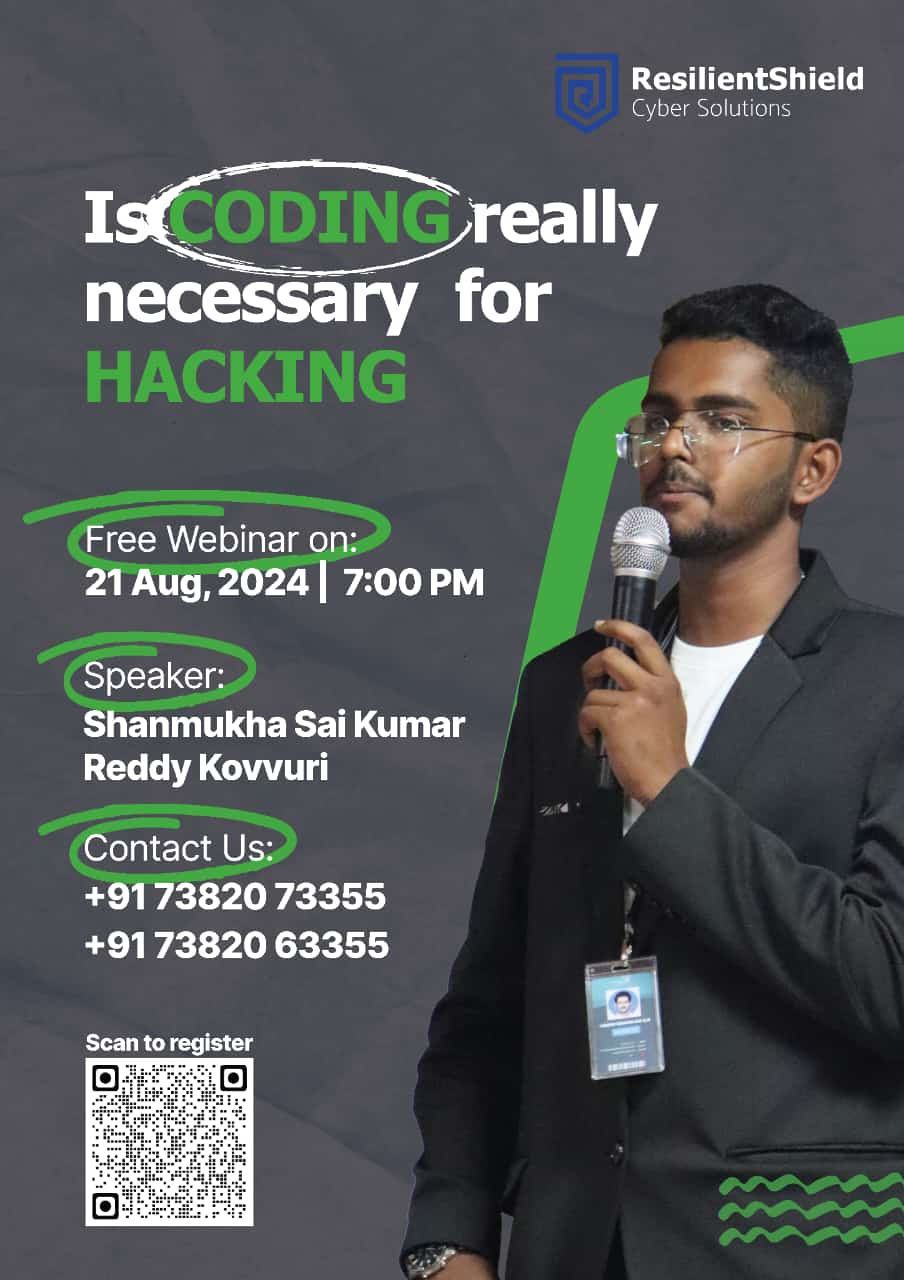 ResilientShield
Cyber Solutions
Is CODING really
necessary for
HACKING
Free Webinar on:
21 Aug, 2024 | 7:00 PM
Speaker:
Shanmukha Sai Kumar
Reddy Kovvuri
Contact Us:
+91 73820 73355
+91 73820 63355
Scan to register